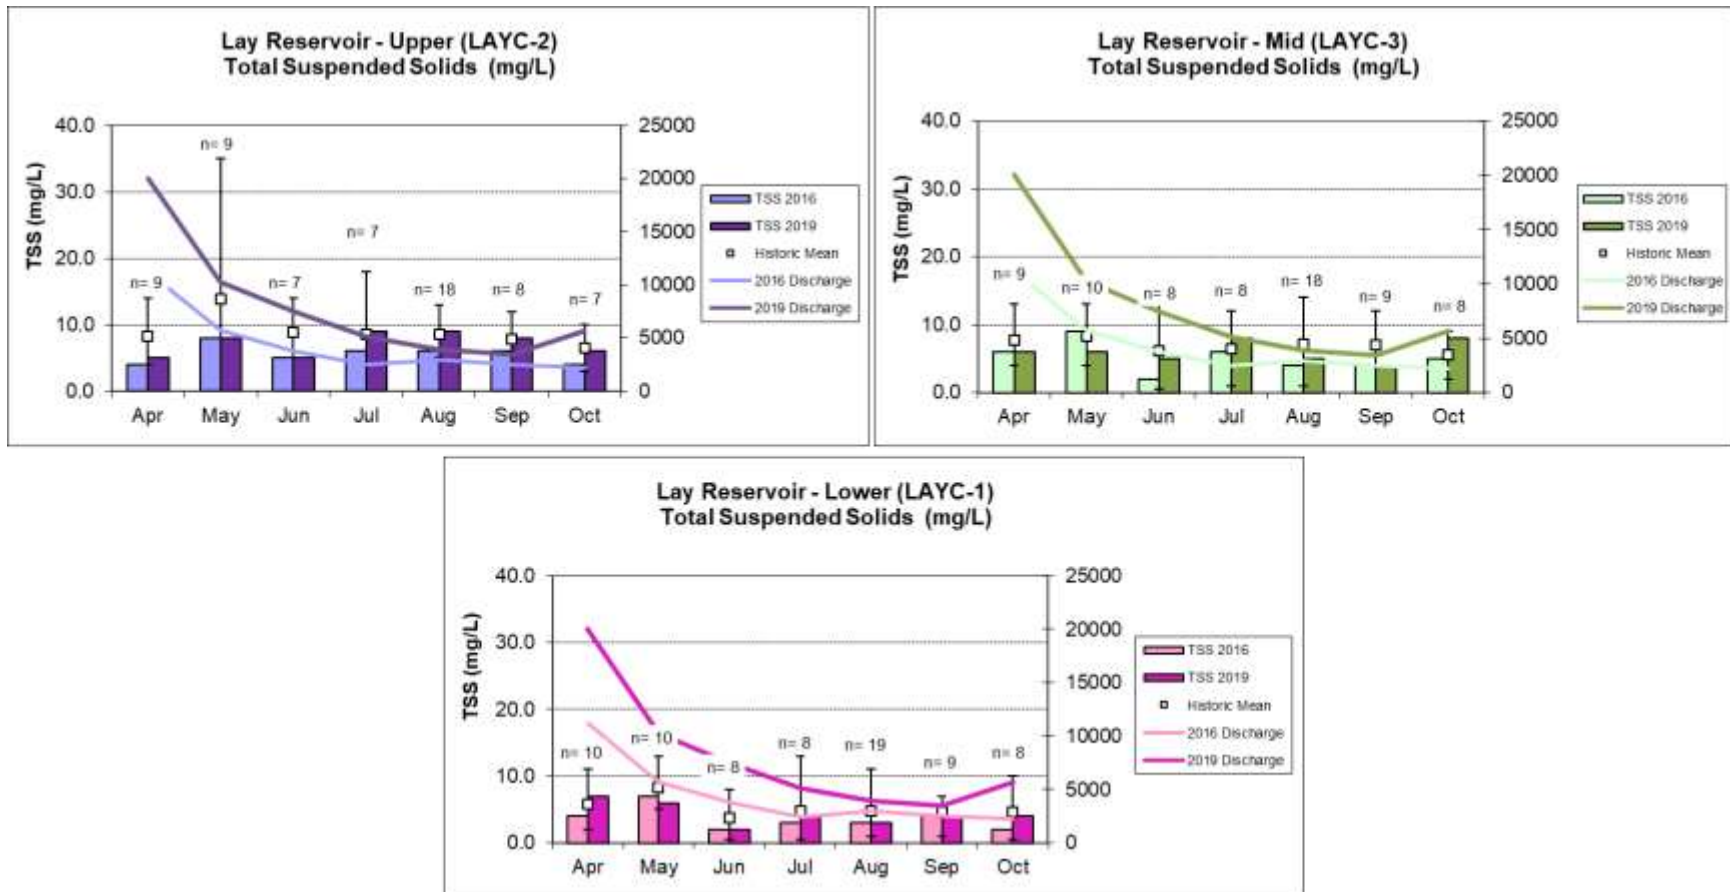 Lay Reservoir - Upper (LAYC-2)
Total Suspended Solids (mg/L)
TSS (mg/L)
40.0
30.0
20.0
10.0
0.0
25000
20000
15000
10000
5000
0
n= 9
n= 9
n= 7
n= 7
n= 18
n= 8
n= 7
Apr May Jun Jul Aug Sep Oct
TSS 2016
TSS 2019
Historic Mean
2016 Discharge
2019 Discharge
Lay Reservoir - Mid (LAYC-3)
Total Suspended Solids (mg/L)
TSS (mg/L)
40.0
30.0
20.0
10.0
0.0
25000
20000
15000
10000
5000
0
n= 9
n= 10
n= 8
n= 8
n= 18
n= 9
n= 8
Apr May Jun Jul Aug Sep Oct
TSS 2016
TSS 2019
Historic Mean
2016 Discharge
2019 Discharge
Lay Reservoir - Lower (LAYC-1)
Total Suspended Solids (mg/L)
TSS (mg/L)
40.0
30.0
20.0
10.0
0.0
25000
20000
15000
10000
5000
0
n= 10
n= 10
n= 8
n= 8
n= 19
n= 9
n= 8
Apr May Jun Jul Aug Sep Oct
TSS 2016
TSS 2019
Historic Mean
2016 Discharge
2019 Discharge